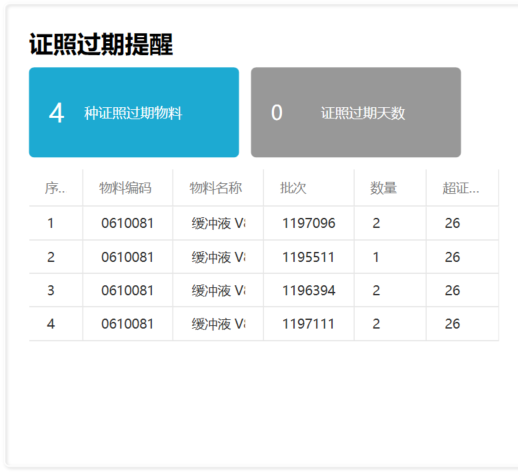 证照过期提醒
4 种证照过期物料 0 证照过期天数
序... 物料编码 物料名称 批次 数量 超证...
1 0610081 缓冲液 V 1197096 2 26
2 0610081 缓冲液 V 1195511 1 26
3 0610081 缓冲液 V 1196394 2 26
4 0610081 缓冲液 V 1197111 2 26